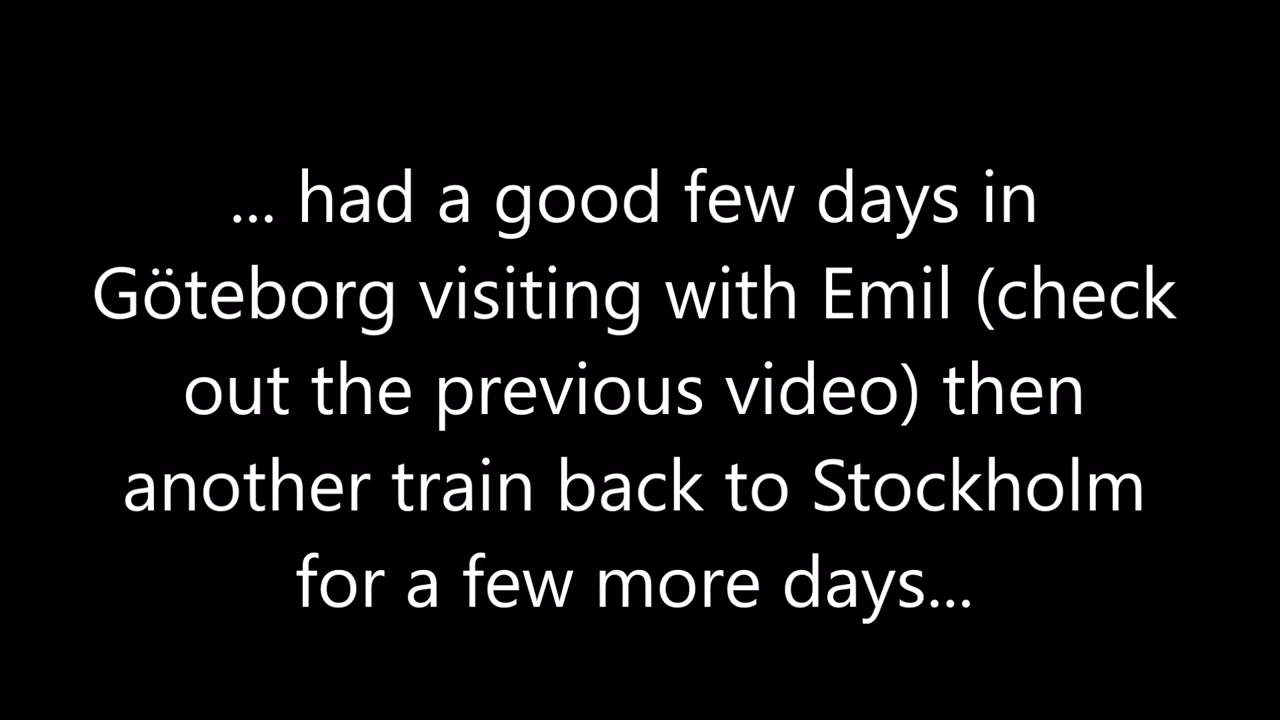 ... had a good few days in
Göteborg visiting with Emil (check
out the previous video) then
another train back to Stockholm
for a few more days...